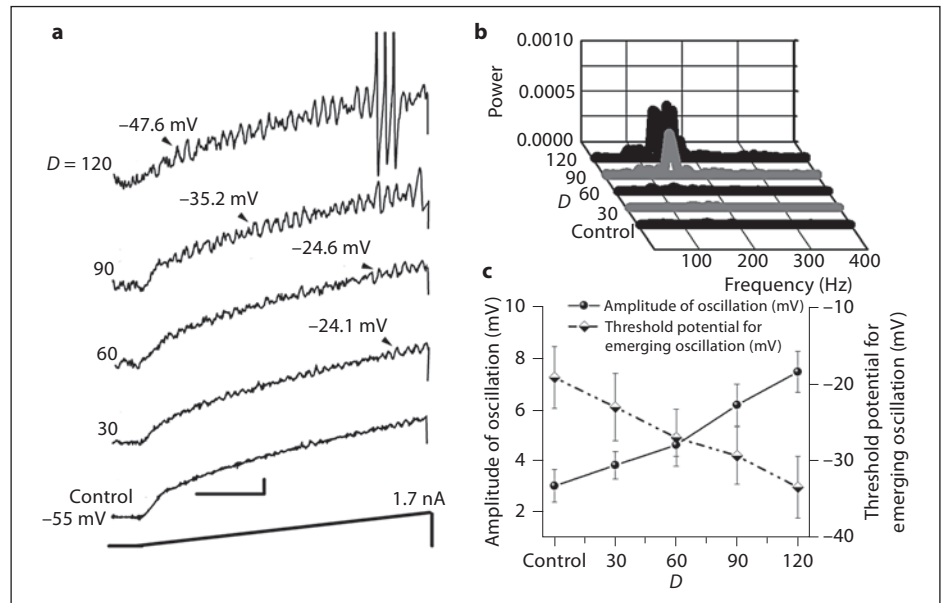 a
−47.6 mV
D = 120
−35.2 mV
90
−24.6 mV
60
−24.1 mV
30
Control
−55 mV
1.7 nA
b
Power
0.0010
0.0005
0.0000
120
90
60
30
Control
D
100 200 300 400
Frequency (Hz)
c
Amplitude of oscillation (mV)
Threshold potential for
emerging oscillation (mV)
Amplitude of oscillation (mV)
10
8
6
4
2
−10
−20
−30
−40
Threshold potential for
emerging oscillation (mV)
Control 30 60 90 120
D